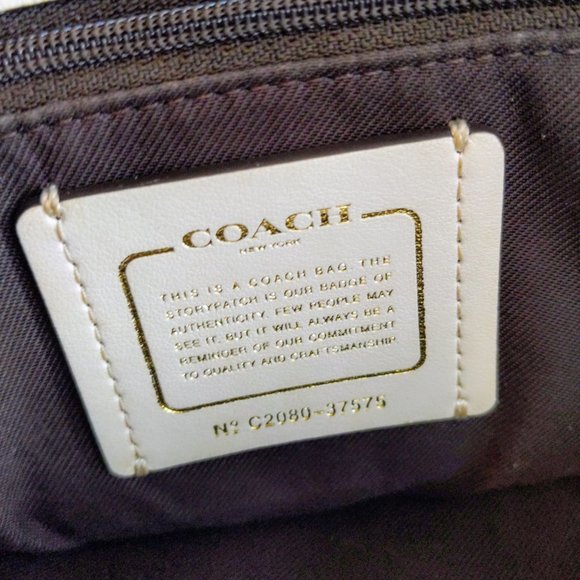 COACH
NEW YORK
THIS IS A COACH BAG. THE
STORYPATCH IS OUR BADGE OF
AUTHENTICITY. FEW PEOPLE MAY
SEE IT. BUT IT WILL ALWAYS BE A
REMINDER OF OUR COMMITMENT
TO QUALITY AND CRAFTSMANSHIP
Nº C2080-37575